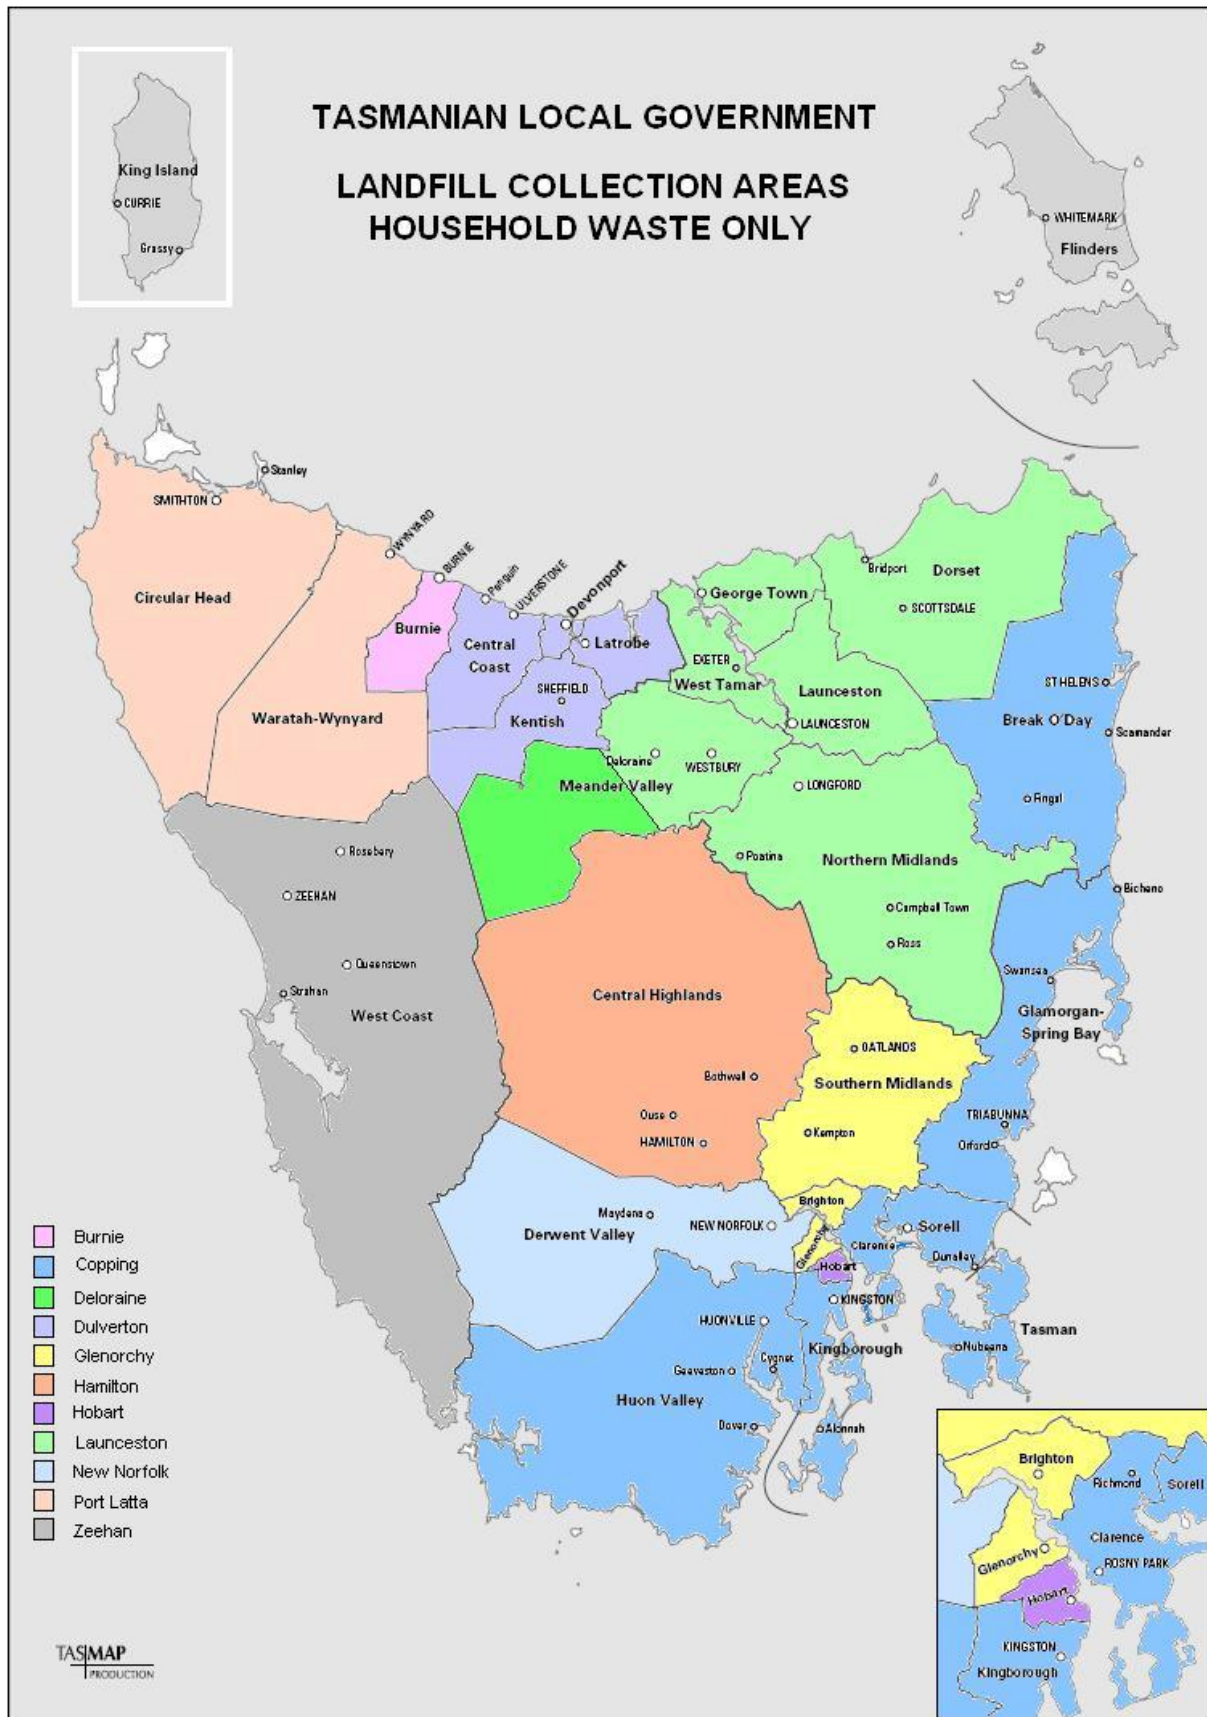 TASMANIAN LOCAL GOVERNMENT
LANDFILL COLLECTION AREAS
HOUSEHOLD WASTE ONLY
King Island
CURRIE
Grassy
WHITEMARK
Flinders
Stanley
SMITHTON
WYNYARD
BURNIE
Penguin
ULVERSTONE
Devonport
Circular Head
Burnie
Central
Coast
Latrobe
George Town
Bridport
Dorset
SCOTTSDALE
EXETER
West Tamar
SHEFFIELD
Kentish
Waratah-Wynyard
Launceston
LAUNCESTON
ST HELENS
Break O'Day
Scamander
Deloraine
WESTBURY
Meander Valley
LONGFORD
Fingal
Rosebery
ZEEHAN
Poatina
Northern Midlands
Bicheno
Campbell Town
Ross
Queenstown
Strahan
West Coast
Central Highlands
Swansea
Glamorgan-
Spring Bay
OATLANDS
Southern Midlands
Bothwell
Ouse
HAMILTON
Kempton
TRIABUNNA
Orford
Brighton
Maydena
Derwent Valley
NEW NORFOLK
Glenorchy
Clarence
Sorell
Dunalley
Hobart
KINGSTON
HUONVILLE
Kingborough
Tasman
Nubeena
Geeveston
Cygnet
Huon Valley
Dover
Alonnah
Burnie
Copping
Deloraine
Dulverton
Glenorchy
Hamilton
Hobart
Launceston
New Norfolk
Port Latta
Zeehan
Brighton
Richmond
Sorell
Clarence
Glenorchy
ROSNY PARK
Hobart
KINGSTON
Kingborough
TASMAP
PRODUCTION